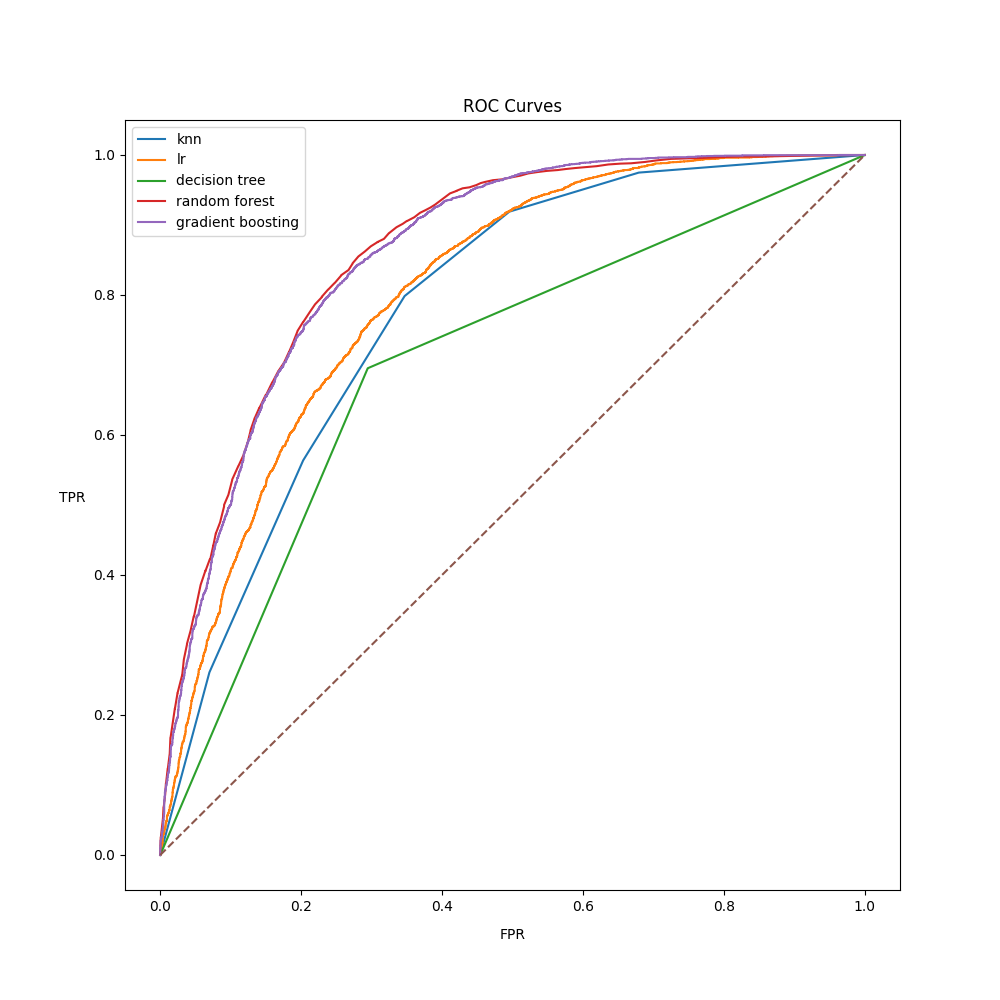 ROC Curves
knn
lr
decision tree
random forest
gradient boosting
1.0
0.8
0.6
TPR
0.4
0.2
0.0
0.0 0.2 0.4 0.6 0.8 1.0
FPR